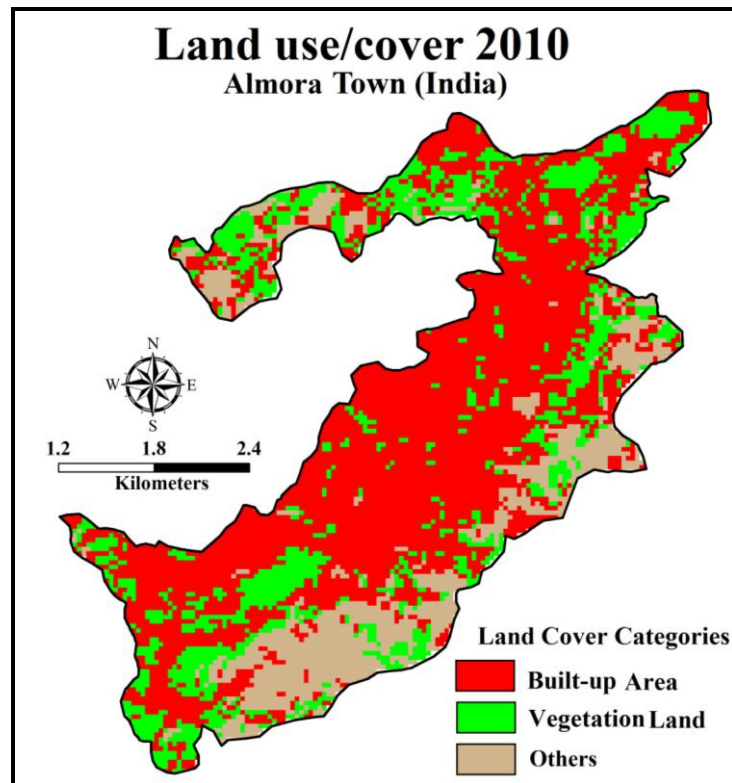 Land use/cover 2010
Almora Town (India)
N
W E
S
1.2 1.8 2.4
Kilometers
Land Cover Categories
Built-up Area
Vegetation Land
Others